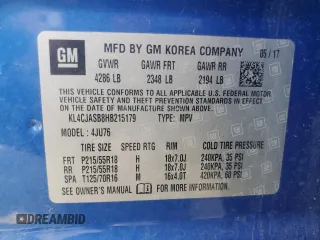 GM
MFD BY GM KOREA COMPANY 05/17
GVWR GAWR FRT GAWR RR
4286 LB 2348 LB 2194 LB
THIS VEHICLE CONFORMS TO ALL APPLICABLE U.S. FEDERAL MOTOR
VEHICLE SAFETY, BUMPER, AND THEFT PREVENTION STANDARDS IN
EFFECT ON THE DATE OF MANUFACTURE SHOWN ABOVE.
KL4CJASB8HB215179 TYPE: MPV
MODEL: 4JU76
TIRE SIZE SPEED RTG RIM COLD TIRE PRESSURE
FRT P215/55R18 H 18x7.0J 240KPA, 35 PSI
RR P215/55R18 H 18x7.0J 240KPA, 35 PSI
SPA T125/70R16 M 16x4.0T 420KPA, 60 PSI
DREAMBID